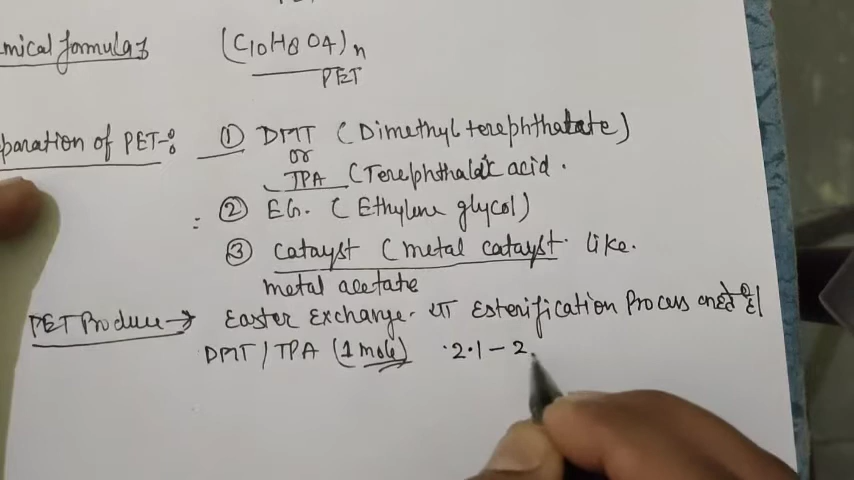 mical formula
(C10H8O4)n
PET
paration of PET-:
① DMT (Dimethyl terephthalate)
or
TPA (Terephthalic acid.
② EG. (Ethylene glycol)
③ catayst (metal catayst. like.
metal acetate
PET Produce → Easter Exchange. या Esterification Process करते है|
DMT/TPA (1 mole) 2.1 - 2.